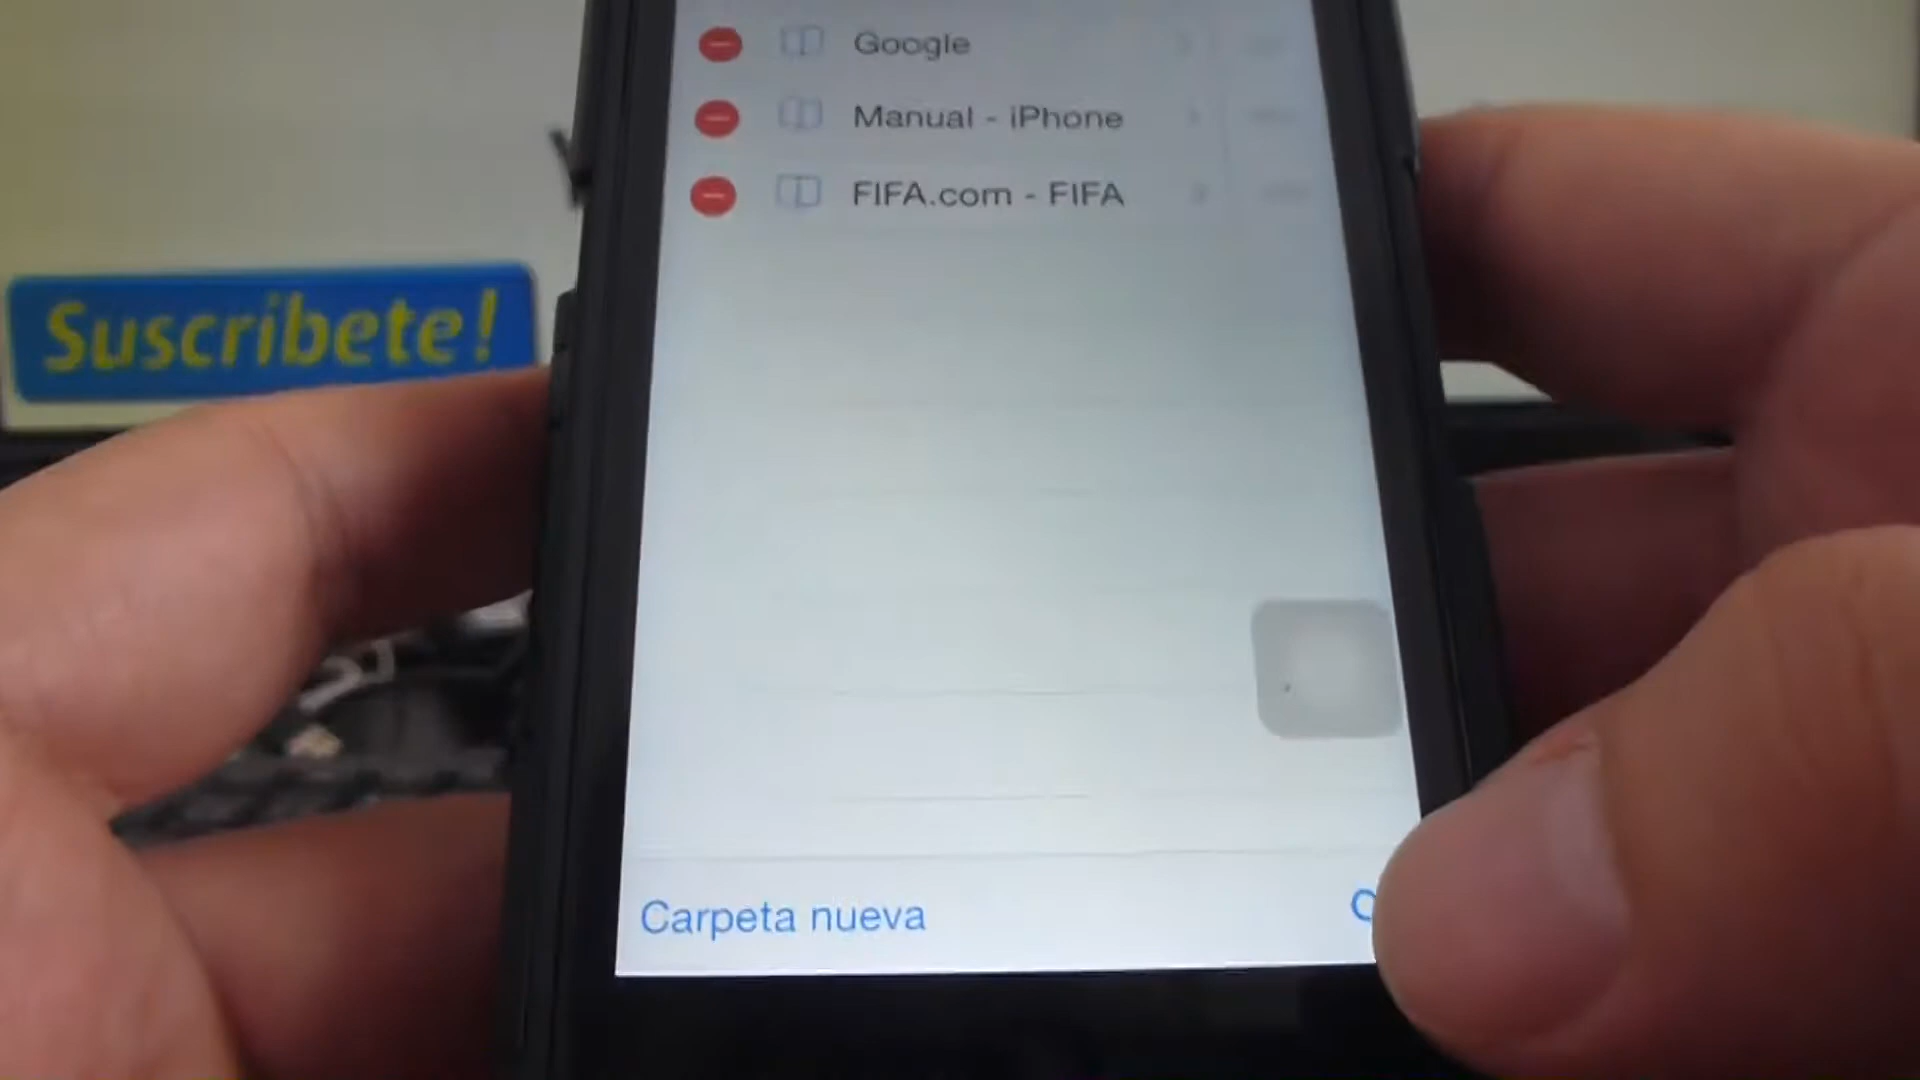 Google
Manual - iPhone
FIFA.com - FIFA
Suscribete!
Carpeta nueva